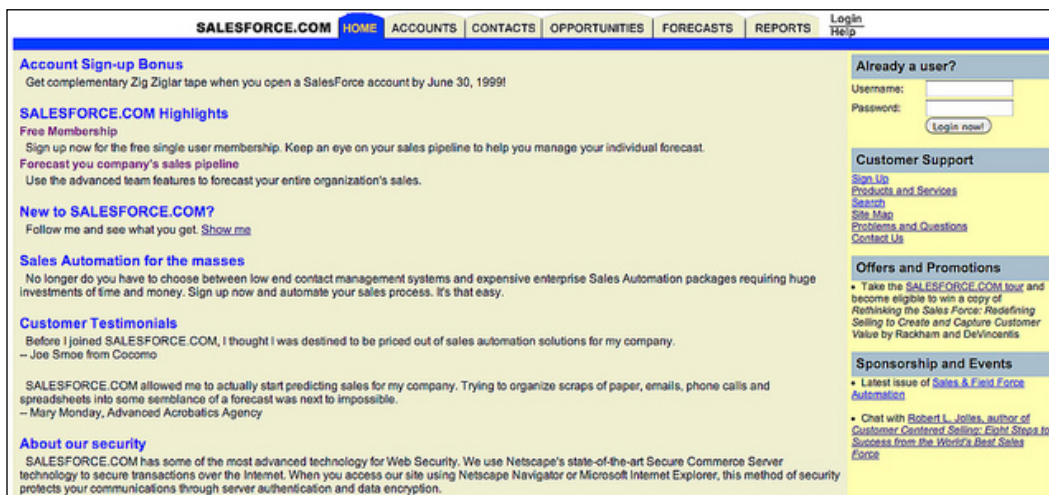 SALESFORCE.COM HOME ACCOUNTS CONTACTS OPPORTUNITIES FORECASTS REPORTS Login
Help
Account Sign-up Bonus
Get complementary Zig Ziglar tape when you open a SalesForce account by June 30, 1999!
SALESFORCE.COM Highlights
Free Membership
Sign up now for the free single user membership. Keep an eye on your sales pipeline to help you manage your individual forecast.
Forecast you company's sales pipeline
Use the advanced team features to forecast your entire organization's sales.
New to SALESFORCE.COM?
Follow me and see what you get. Show me
Sales Automation for the masses
No longer do you have to choose between low end contact management systems and expensive enterprise Sales Automation packages requiring huge
investments of time and money. Sign up now and automate your sales process. It's that easy.
Customer Testimonials
Before I joined SALESFORCE.COM, I thought I was destined to be priced out of sales automation solutions for my company.
-- Joe Smoe from Cocomo
SALESFORCE.COM allowed me to actually start predicting sales for my company. Trying to organize scraps of paper, emails, phone calls and
spreadsheets into some semblance of a forecast was next to impossible.
-- Mary Monday, Advanced Acrobatics Agency
About our security
SALESFORCE.COM has some of the most advanced technology for Web Security. We use Netscape's state-of-the-art Secure Commerce Server
technology to secure transactions over the Internet. When you access our site using Netscape Navigator or Microsoft Internet Explorer, this method of security
protects your communications through server authentication and data encryption.
Already a user?
Username:
Password:
Login now!
Customer Support
Sign Up
Products and Services
Search
Site Map
Problems and Questions
Contact Us
Offers and Promotions
• Take the SALESFORCE.COM tour and
become eligible to win a copy of
Rethinking the Sales Force: Redefining
Selling to Create and Capture Customer
Value by Rackham and DeVincentis
Sponsorship and Events
• Latest issue of Sales & Field Force
Automation
• Chat with Robert L. Jolles, author of
Customer Centered Selling: Eight Steps to
Success from the World's Best Sales
Force